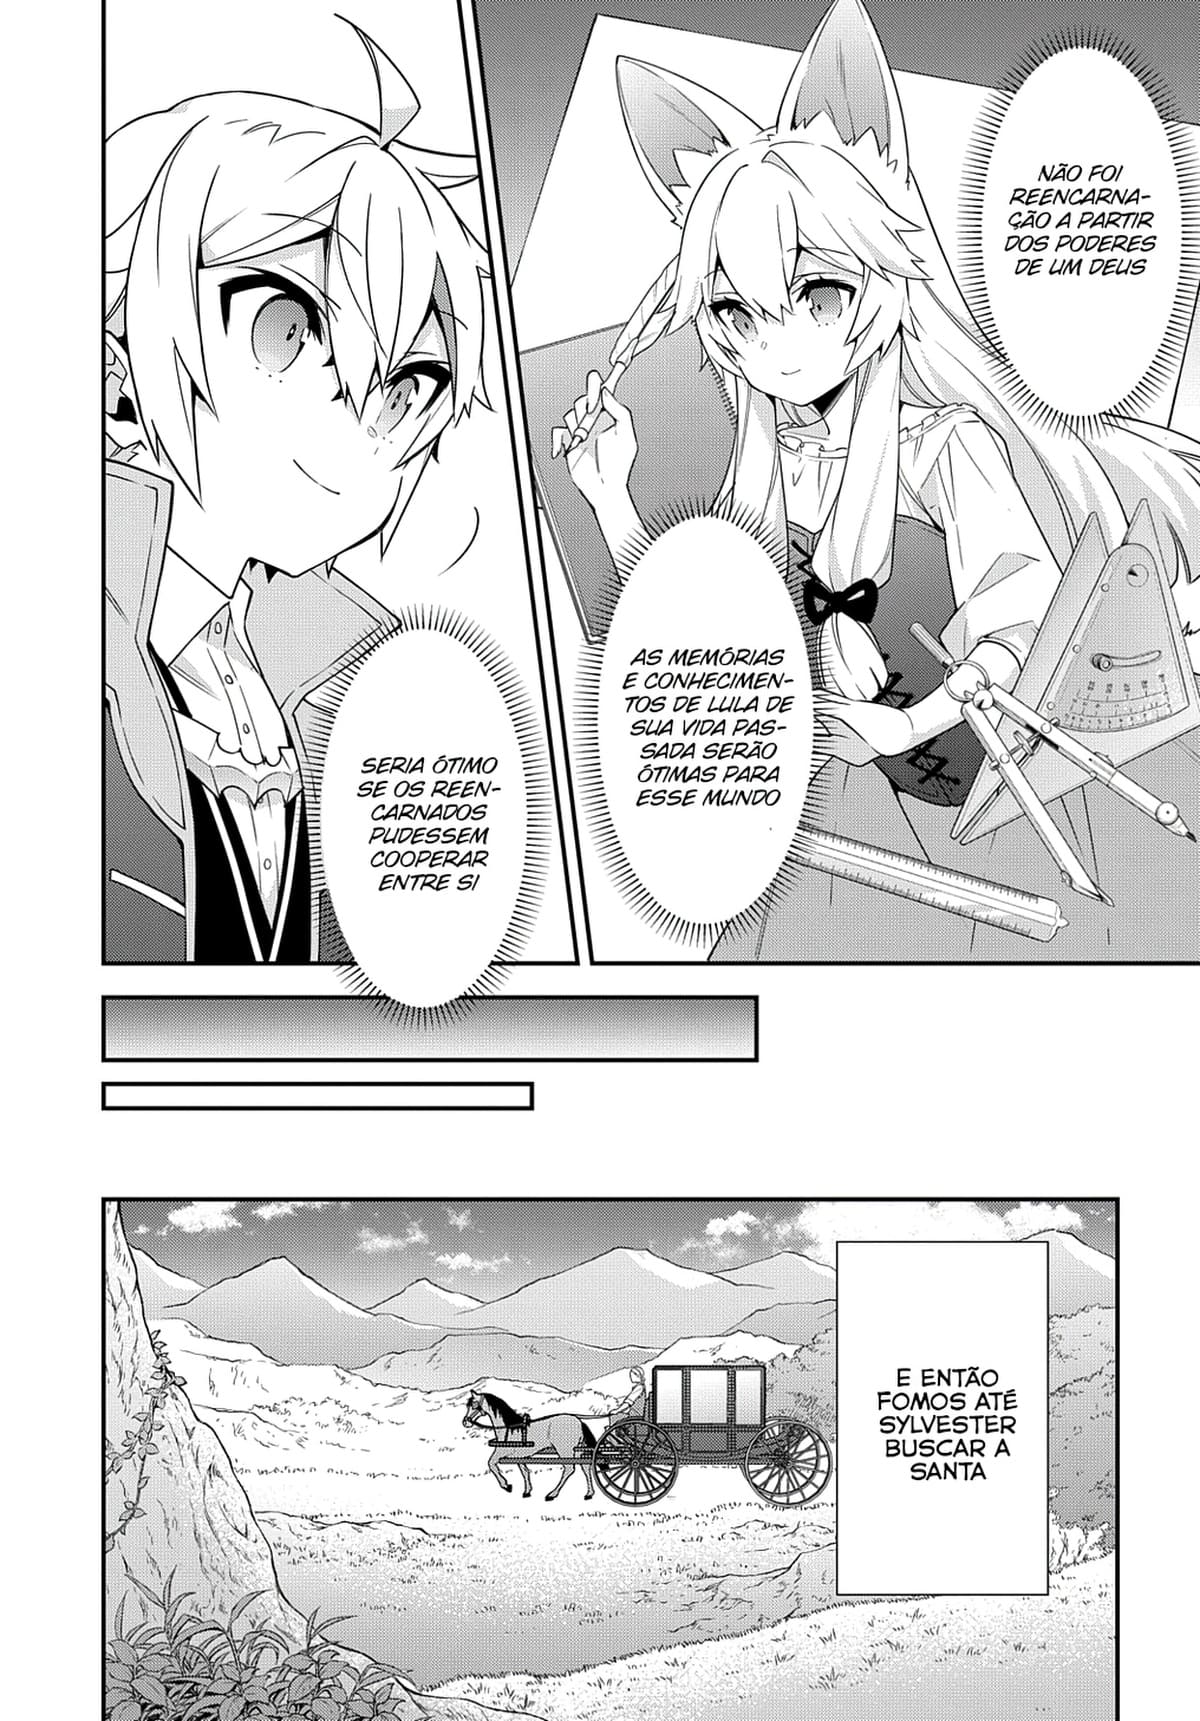 NÃO FOI
REENCARNA-
ÇÃO A PARTIR
DOS PODERES
DE UM DEUS
AS MEMÓRIAS
E CONHECIMEN-
TOS DE LULA DE
SUA VIDA PAS-
SADA SERÃO
ÓTIMAS PARA
ESSE MUNDO
SERIA ÓTIMO
SE OS REEN-
CARNADOS
PUDESSEM
COOPERAR
ENTRE SI
E ENTÃO
FOMOS ATÉ
SYLVESTER
BUSCAR A
SANTA